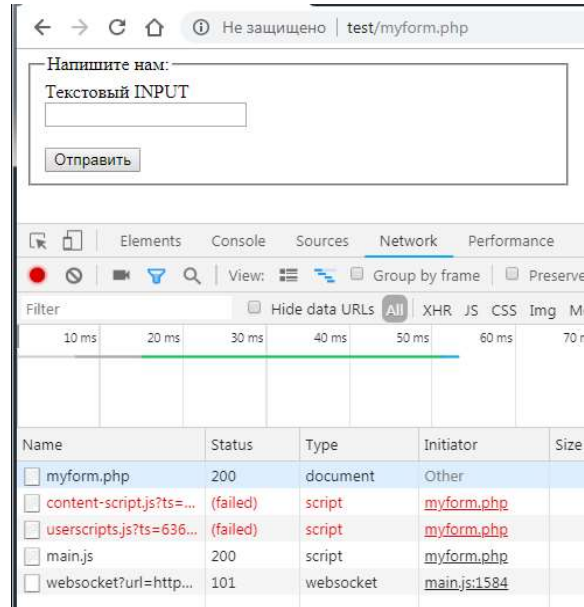 Не защищено | test/myform.php
Напишите нам:
Текстовый INPUT
Отправить
Elements Console Sources Network Performance
View: Group by frame Preserve
Filter Hide data URLs All XHR JS CSS Img M
10 ms 20 ms 30 ms 40 ms 50 ms 60 ms 70
Name Status Type Initiator Size
myform.php 200 document Other
content-script.js?ts=... (failed) script myform.php
userscripts.js?ts=636... (failed) script myform.php
main.js 200 script myform.php
websocket?url=http... 101 websocket main.js:1584